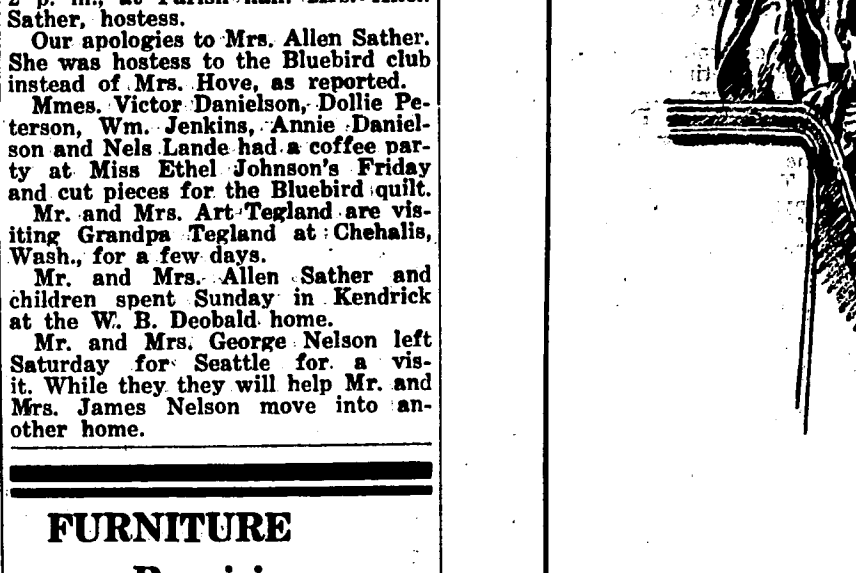 Sather, hostess.
Our apologies to Mrs. Allen Sather.
She was hostess to the Bluebird club
instead of Mrs. Hove, as reported.
Mmes. Victor Danielson, Dollie Pe-
terson, Wm. Jenkins, Annie Daniel-
son and Nels Lande had a coffee par-
ty at Miss Ethel Johnson's Friday
and cut pieces for the Bluebird quilt.
Mr. and Mrs. Art Tegland are vis-
iting Grandpa Tegland at Chehalis,
Wash., for a few days.
Mr. and Mrs. Allen Sather and
children spent Sunday in Kendrick
at the W. B. Deobald home.
Mr. and Mrs. George Nelson left
Saturday for Seattle for a vis-
it. While they they will help Mr. and
Mrs. James Nelson move into an-
other home.
FURNITURE